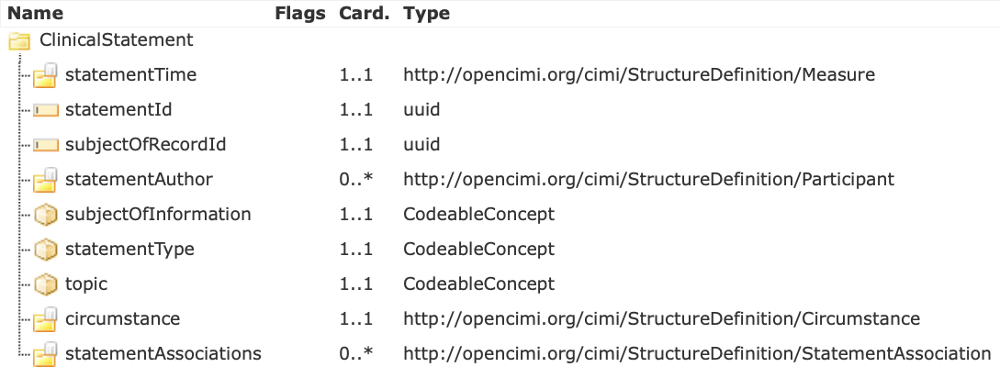 Name Flags Card. Type
ClinicalStatement
statementTime 1..1 http://opencimi.org/cimi/StructureDefinition/Measure
statementId 1..1 uuid
subjectOfRecordId 1..1 uuid
statementAuthor 0..* http://opencimi.org/cimi/StructureDefinition/Participant
subjectOfInformation 1..1 CodeableConcept
statementType 1..1 CodeableConcept
topic 1..1 CodeableConcept
circumstance 1..1 http://opencimi.org/cimi/StructureDefinition/Circumstance
statementAssociations 0..* http://opencimi.org/cimi/StructureDefinition/StatementAssociation